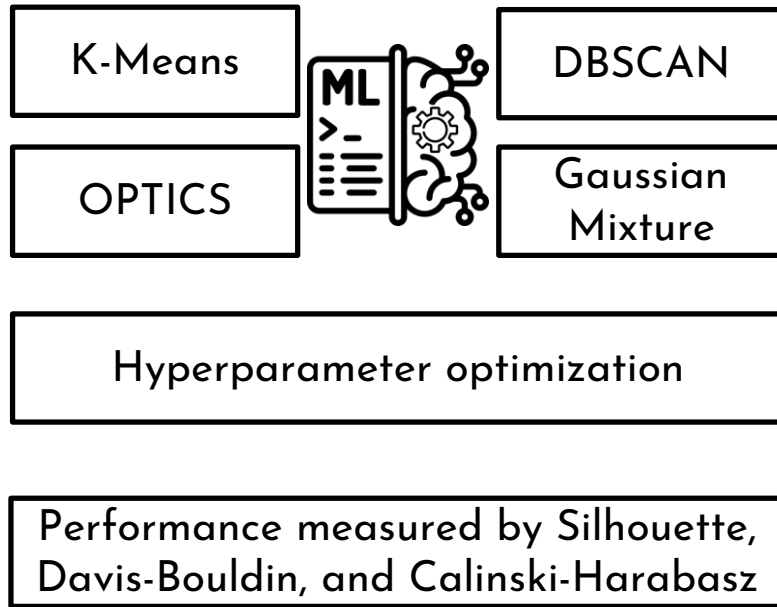 K-Means
ML
>_
DBSCAN
OPTICS
Gaussian
Mixture
Hyperparameter optimization
Performance measured by Silhouette,
Davis-Bouldin, and Calinski-Harabasz